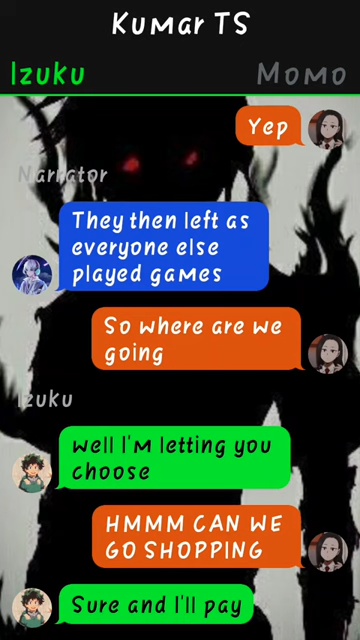 Kumar TS
Izuku Momo
Yep
Narrator
They then left as
everyone else
played games
So where are we
going
Izuku
well I'm letting you
choose
HMMM CAN WE
GO SHOPPING
Sure and I'll pay